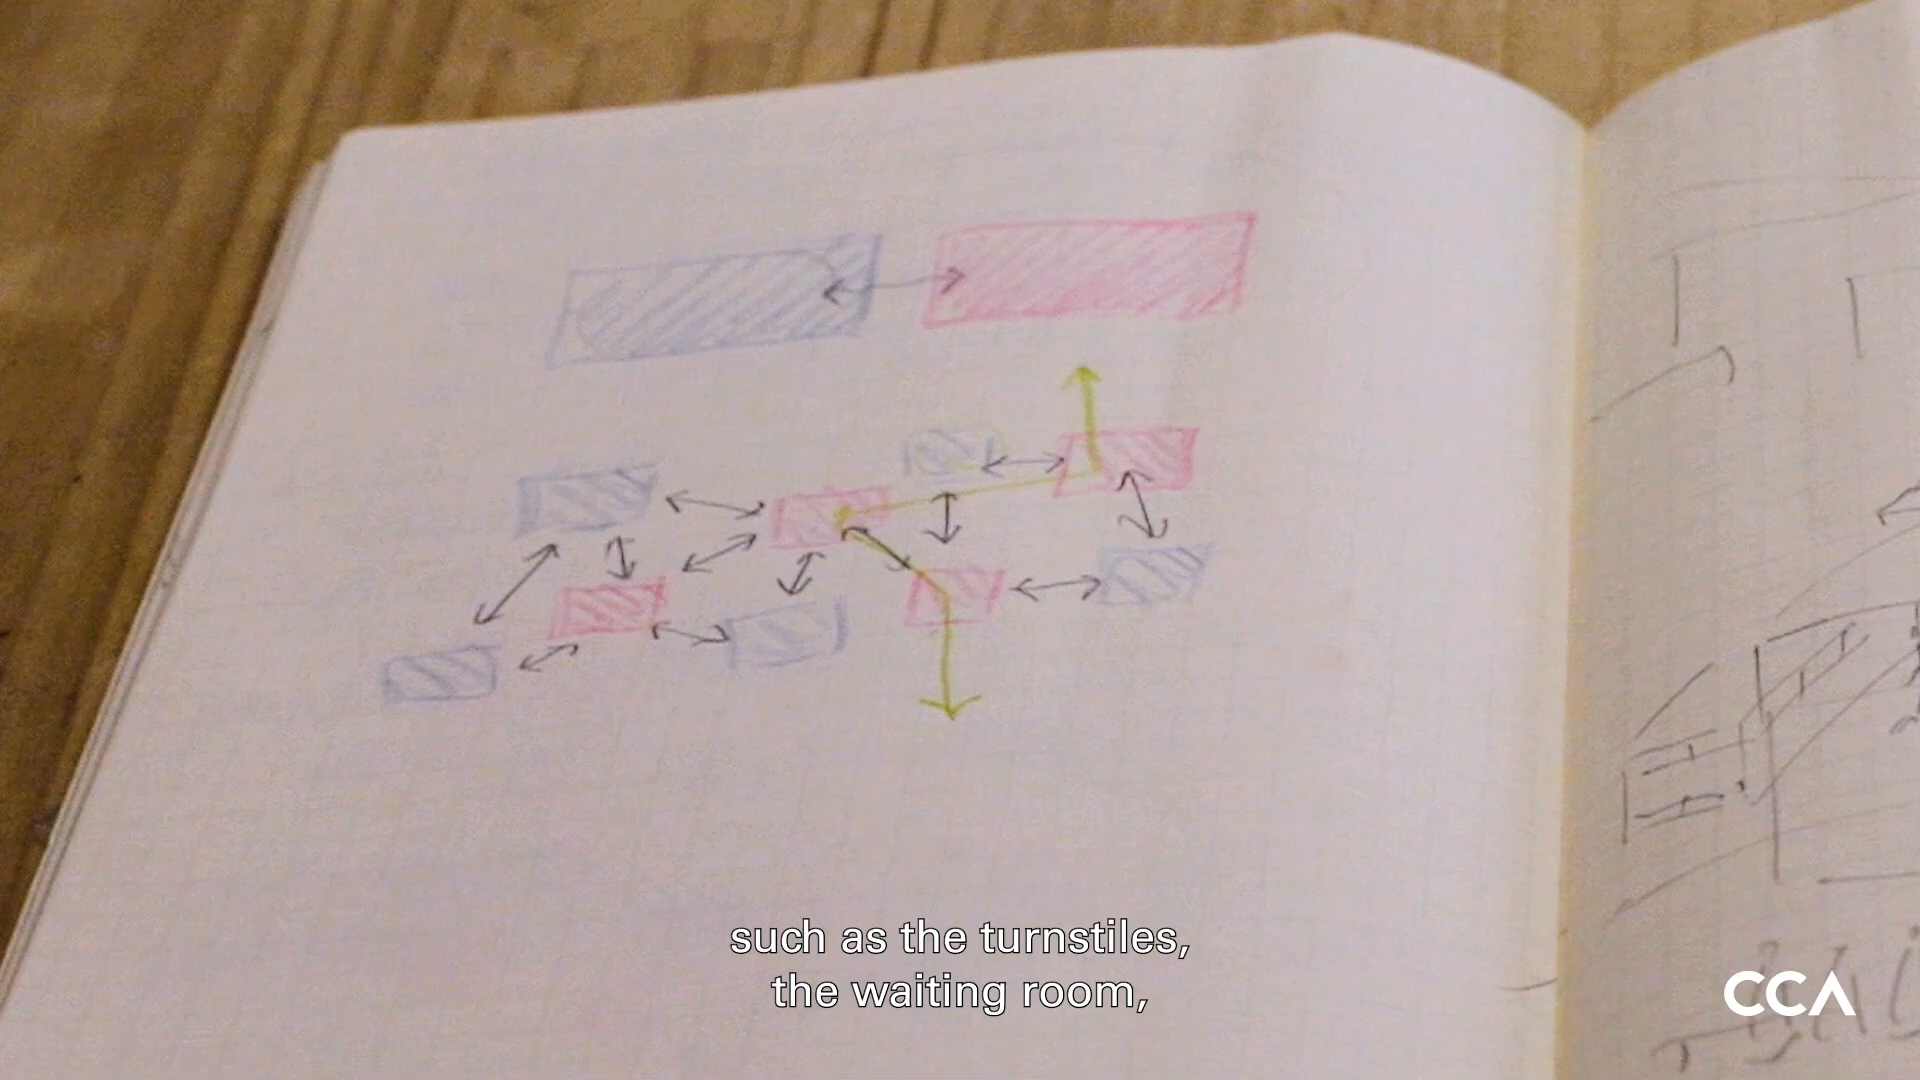 such as the turnstiles,
the waiting room,
CCA